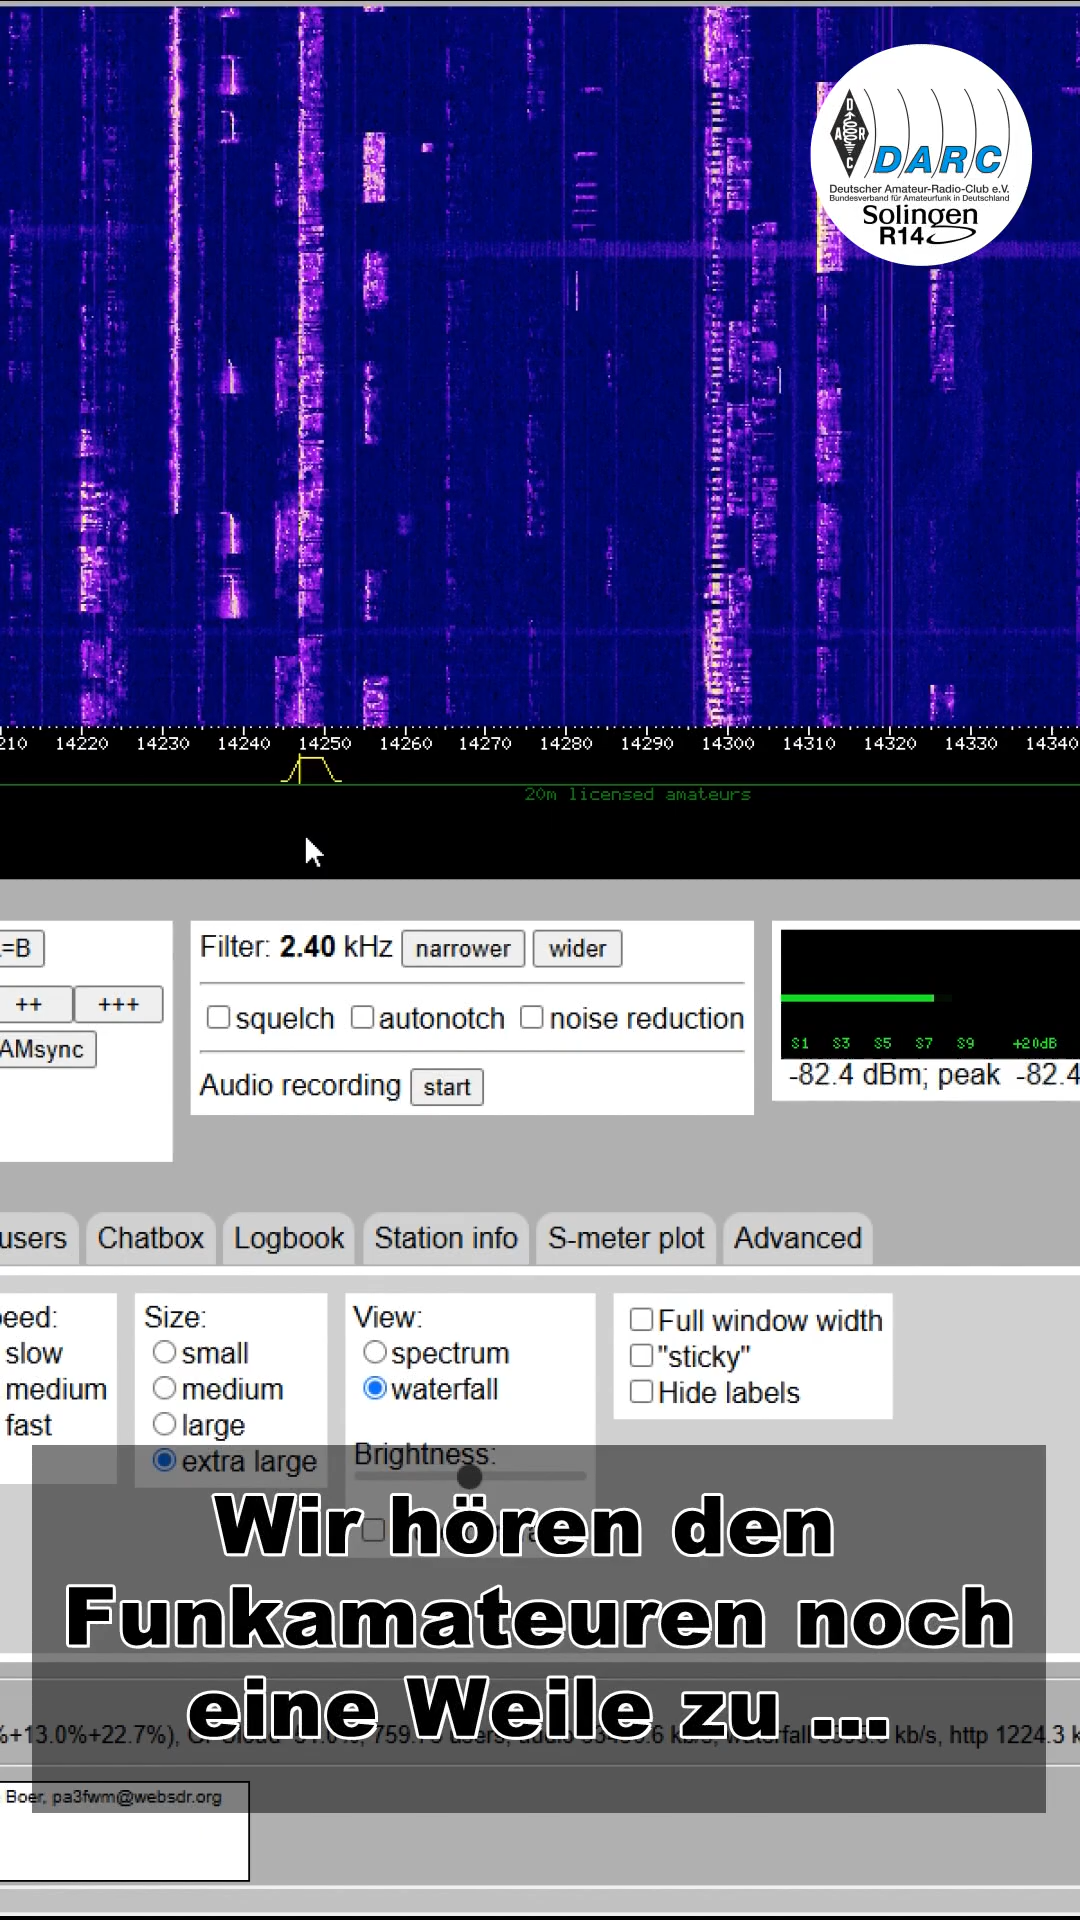 D
A R
C
DARC
Deutscher Amateur-Radio-Club e.V.
Bundesverband für Amateurfunk in Deutschland
Solingen
R14
210 14220 14230 14240 14250 14260 14270 14280 14290 14300 14310 14320 14330 14340
20m licensed amateurs
=B
Filter: 2.40 kHz narrower wider
++ +++
squelch autonotch noise reduction
AMsync
Audio recording start
S1 S3 S5 S7 S9 +20dB
-82.4 dBm; peak -82.4
users Chatbox Logbook Station info S-meter plot Advanced
eed: Size: View:
Full window width
slow small spectrum
"sticky"
medium medium waterfall
Hide labels
fast large
Brightness:
extra large
Wir hören den
Funkamateuren noch
eine Weile zu ...
%+13.0%+22.7%), users, kb/s, waterfall kb/s, http 1224.3 k
Boer, pa3fwm@websdr.org